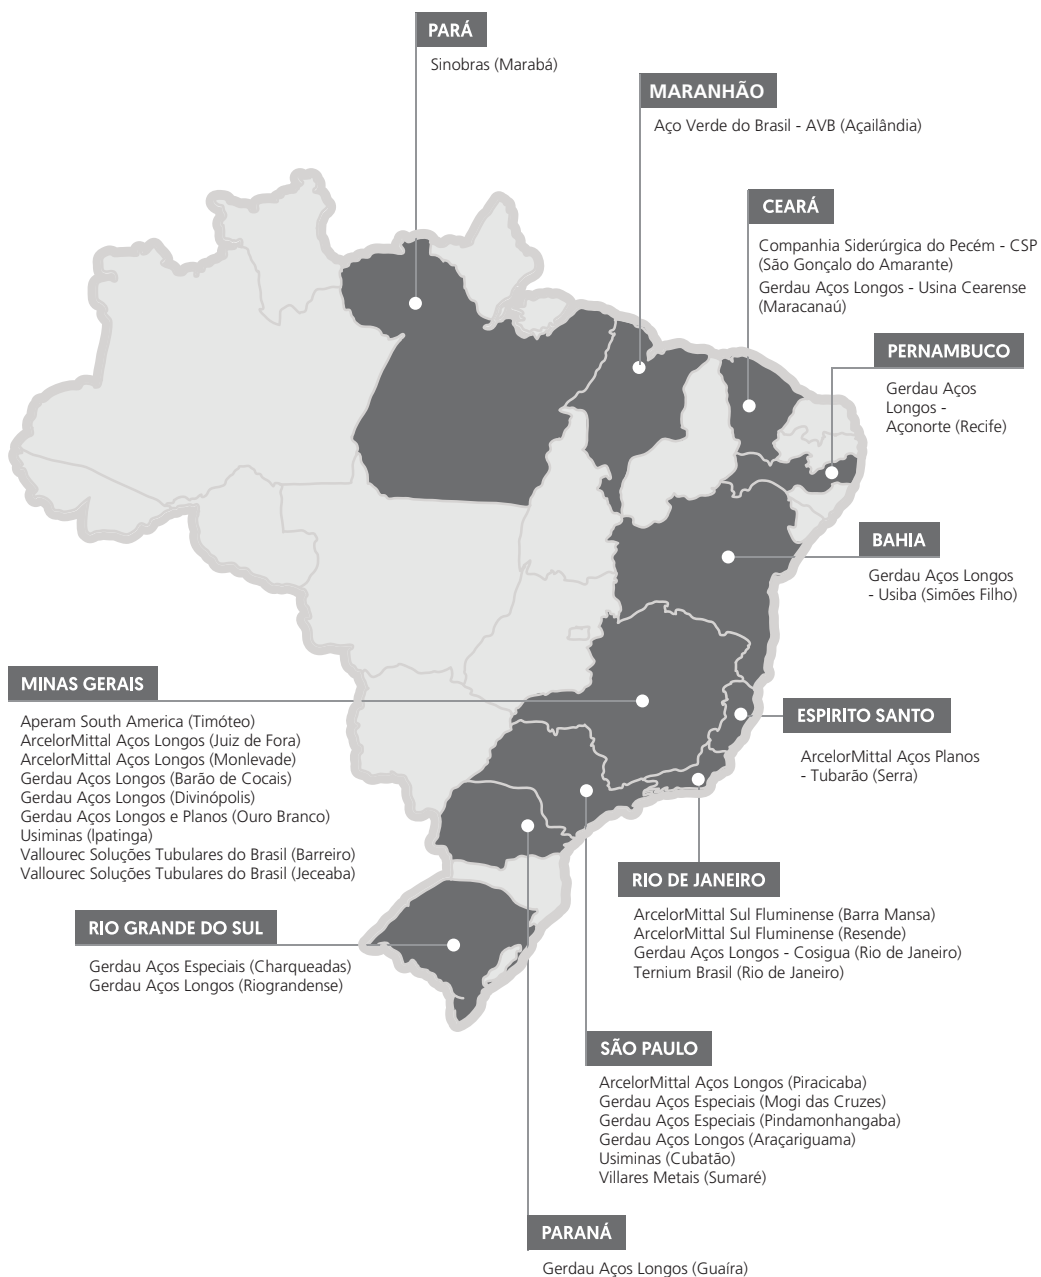 PARÁ
Sinobras (Marabá)
MARANHÃO
Aço Verde do Brasil - AVB (Açailândia)
CEARÁ
Companhia Siderúrgica do Pecém - CSP
(São Gonçalo do Amarante)
Gerdau Aços Longos - Usina Cearense
(Maracanaú)
PERNAMBUCO
Gerdau Aços
Longos -
Açonorte (Recife)
BAHIA
Gerdau Aços Longos
- Usiba (Simões Filho)
MINAS GERAIS
Aperam South America (Timóteo)
ArcelorMittal Aços Longos (Juiz de Fora)
ArcelorMittal Aços Longos (Monlevade)
Gerdau Aços Longos (Barão de Cocais)
Gerdau Aços Longos (Divinópolis)
Gerdau Aços Longos e Planos (Ouro Branco)
Usiminas (Ipatinga)
Vallourec Soluções Tubulares do Brasil (Barreiro)
Vallourec Soluções Tubulares do Brasil (Jeceaba)
ESPIRITO SANTO
ArcelorMittal Aços Planos
- Tubarão (Serra)
RIO DE JANEIRO
ArcelorMittal Sul Fluminense (Barra Mansa)
ArcelorMittal Sul Fluminense (Resende)
Gerdau Aços Longos - Cosigua (Rio de Janeiro)
Ternium Brasil (Rio de Janeiro)
RIO GRANDE DO SUL
Gerdau Aços Especiais (Charqueadas)
Gerdau Aços Longos (Riograndense)
SÃO PAULO
ArcelorMittal Aços Longos (Piracicaba)
Gerdau Aços Especiais (Mogi das Cruzes)
Gerdau Aços Especiais (Pindamonhangaba)
Gerdau Aços Longos (Araçariguama)
Usiminas (Cubatão)
Villares Metais (Sumaré)
PARANÁ
Gerdau Aços Longos (Guaíra)